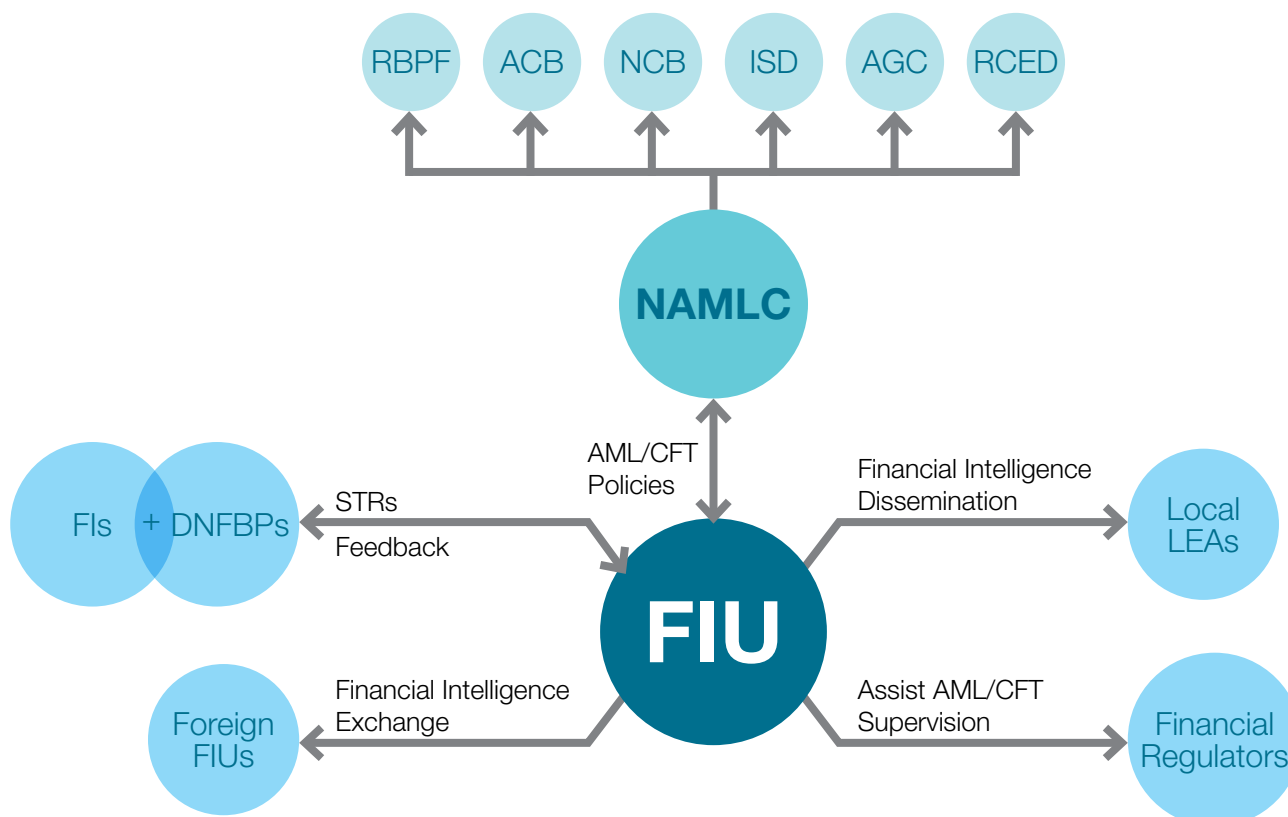 RBPF ACB NCB ISD AGC RCED
NAMLC
AML/CFT
Policies
Financial Intelligence
Dissemination
STRs
Feedback
FIs + DNFBPs
Local
LEAs
FIU
Financial Intelligence
Exchange
Assist AML/CFT
Supervision
Foreign
FIUs
Financial
Regulators